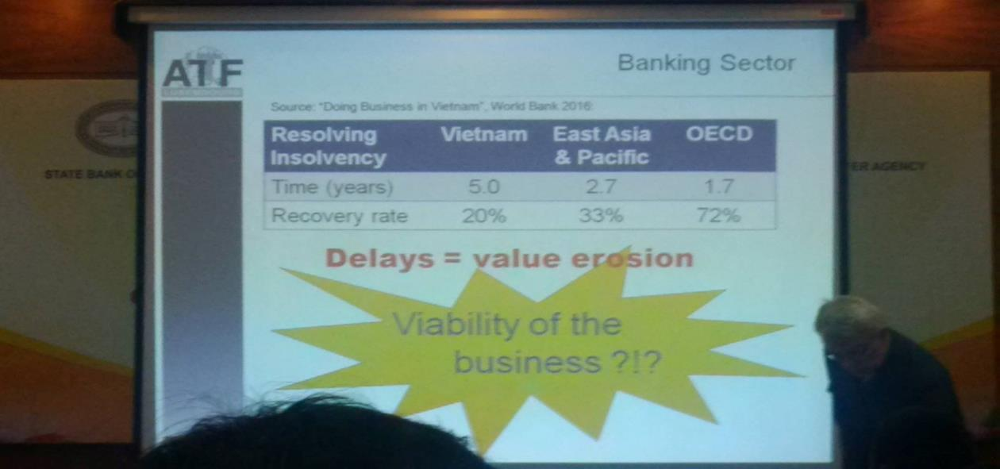 ATTF
LUXEMBOURG
Banking Sector
Source: "Doing Business in Vietnam", World Bank 2016:
Resolving Insolvency Vietnam East Asia & Pacific OECD
Time (years) 5.0 2.7 1.7
Recovery rate 20% 33% 72%
Delays = value erosion
Viability of the
business ?!?
STATE BANK O
ER AGENCY